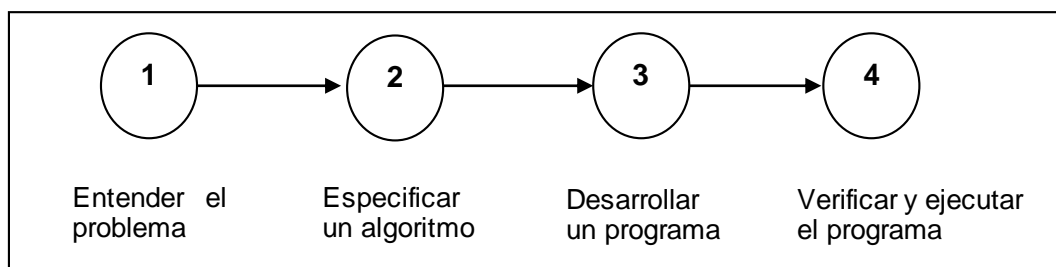 1 2 3 4
Entender el Especificar Desarrollar Verificar y ejecutar
problema un algoritmo un programa el programa